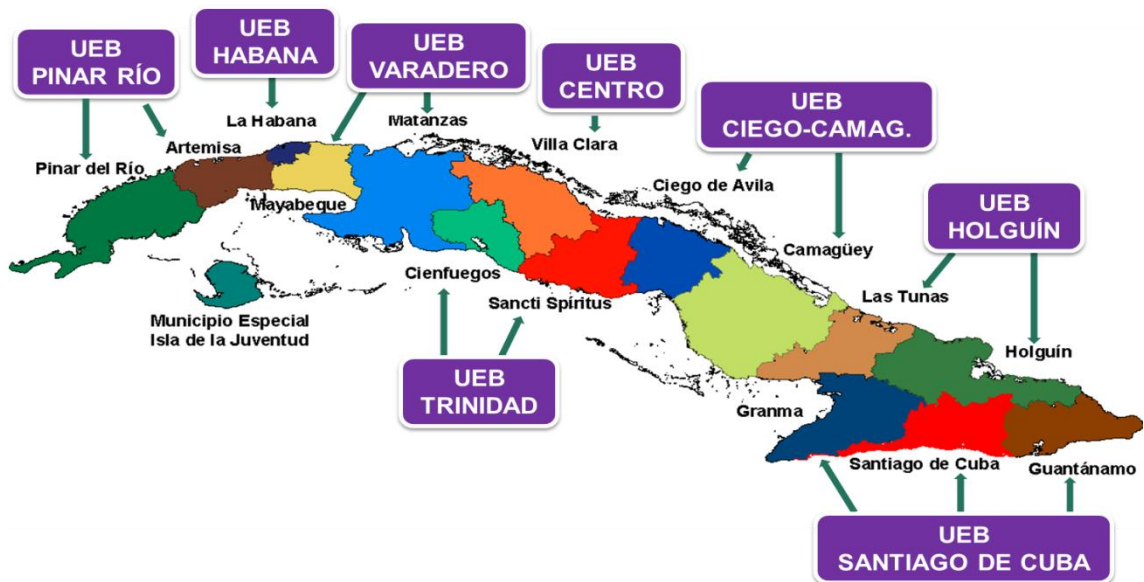 UEB
PINAR RÍO
UEB
HABANA
UEB
VARADERO
UEB
CENTRO
UEB
CIEGO-CAMAG.
UEB
HOLGUÍN
La Habana
Matanzas
Villa Clara
Artemisa
Pinar del Río
Mayabeque
Ciego de Avila
Camagüey
Cienfuegos
Sancti Spíritus
Las Tunas
Municipio Especial
Isla de la Juventud
Holguín
UEB
TRINIDAD
Granma
Santiago de Cuba
Guantánamo
UEB
SANTIAGO DE CUBA